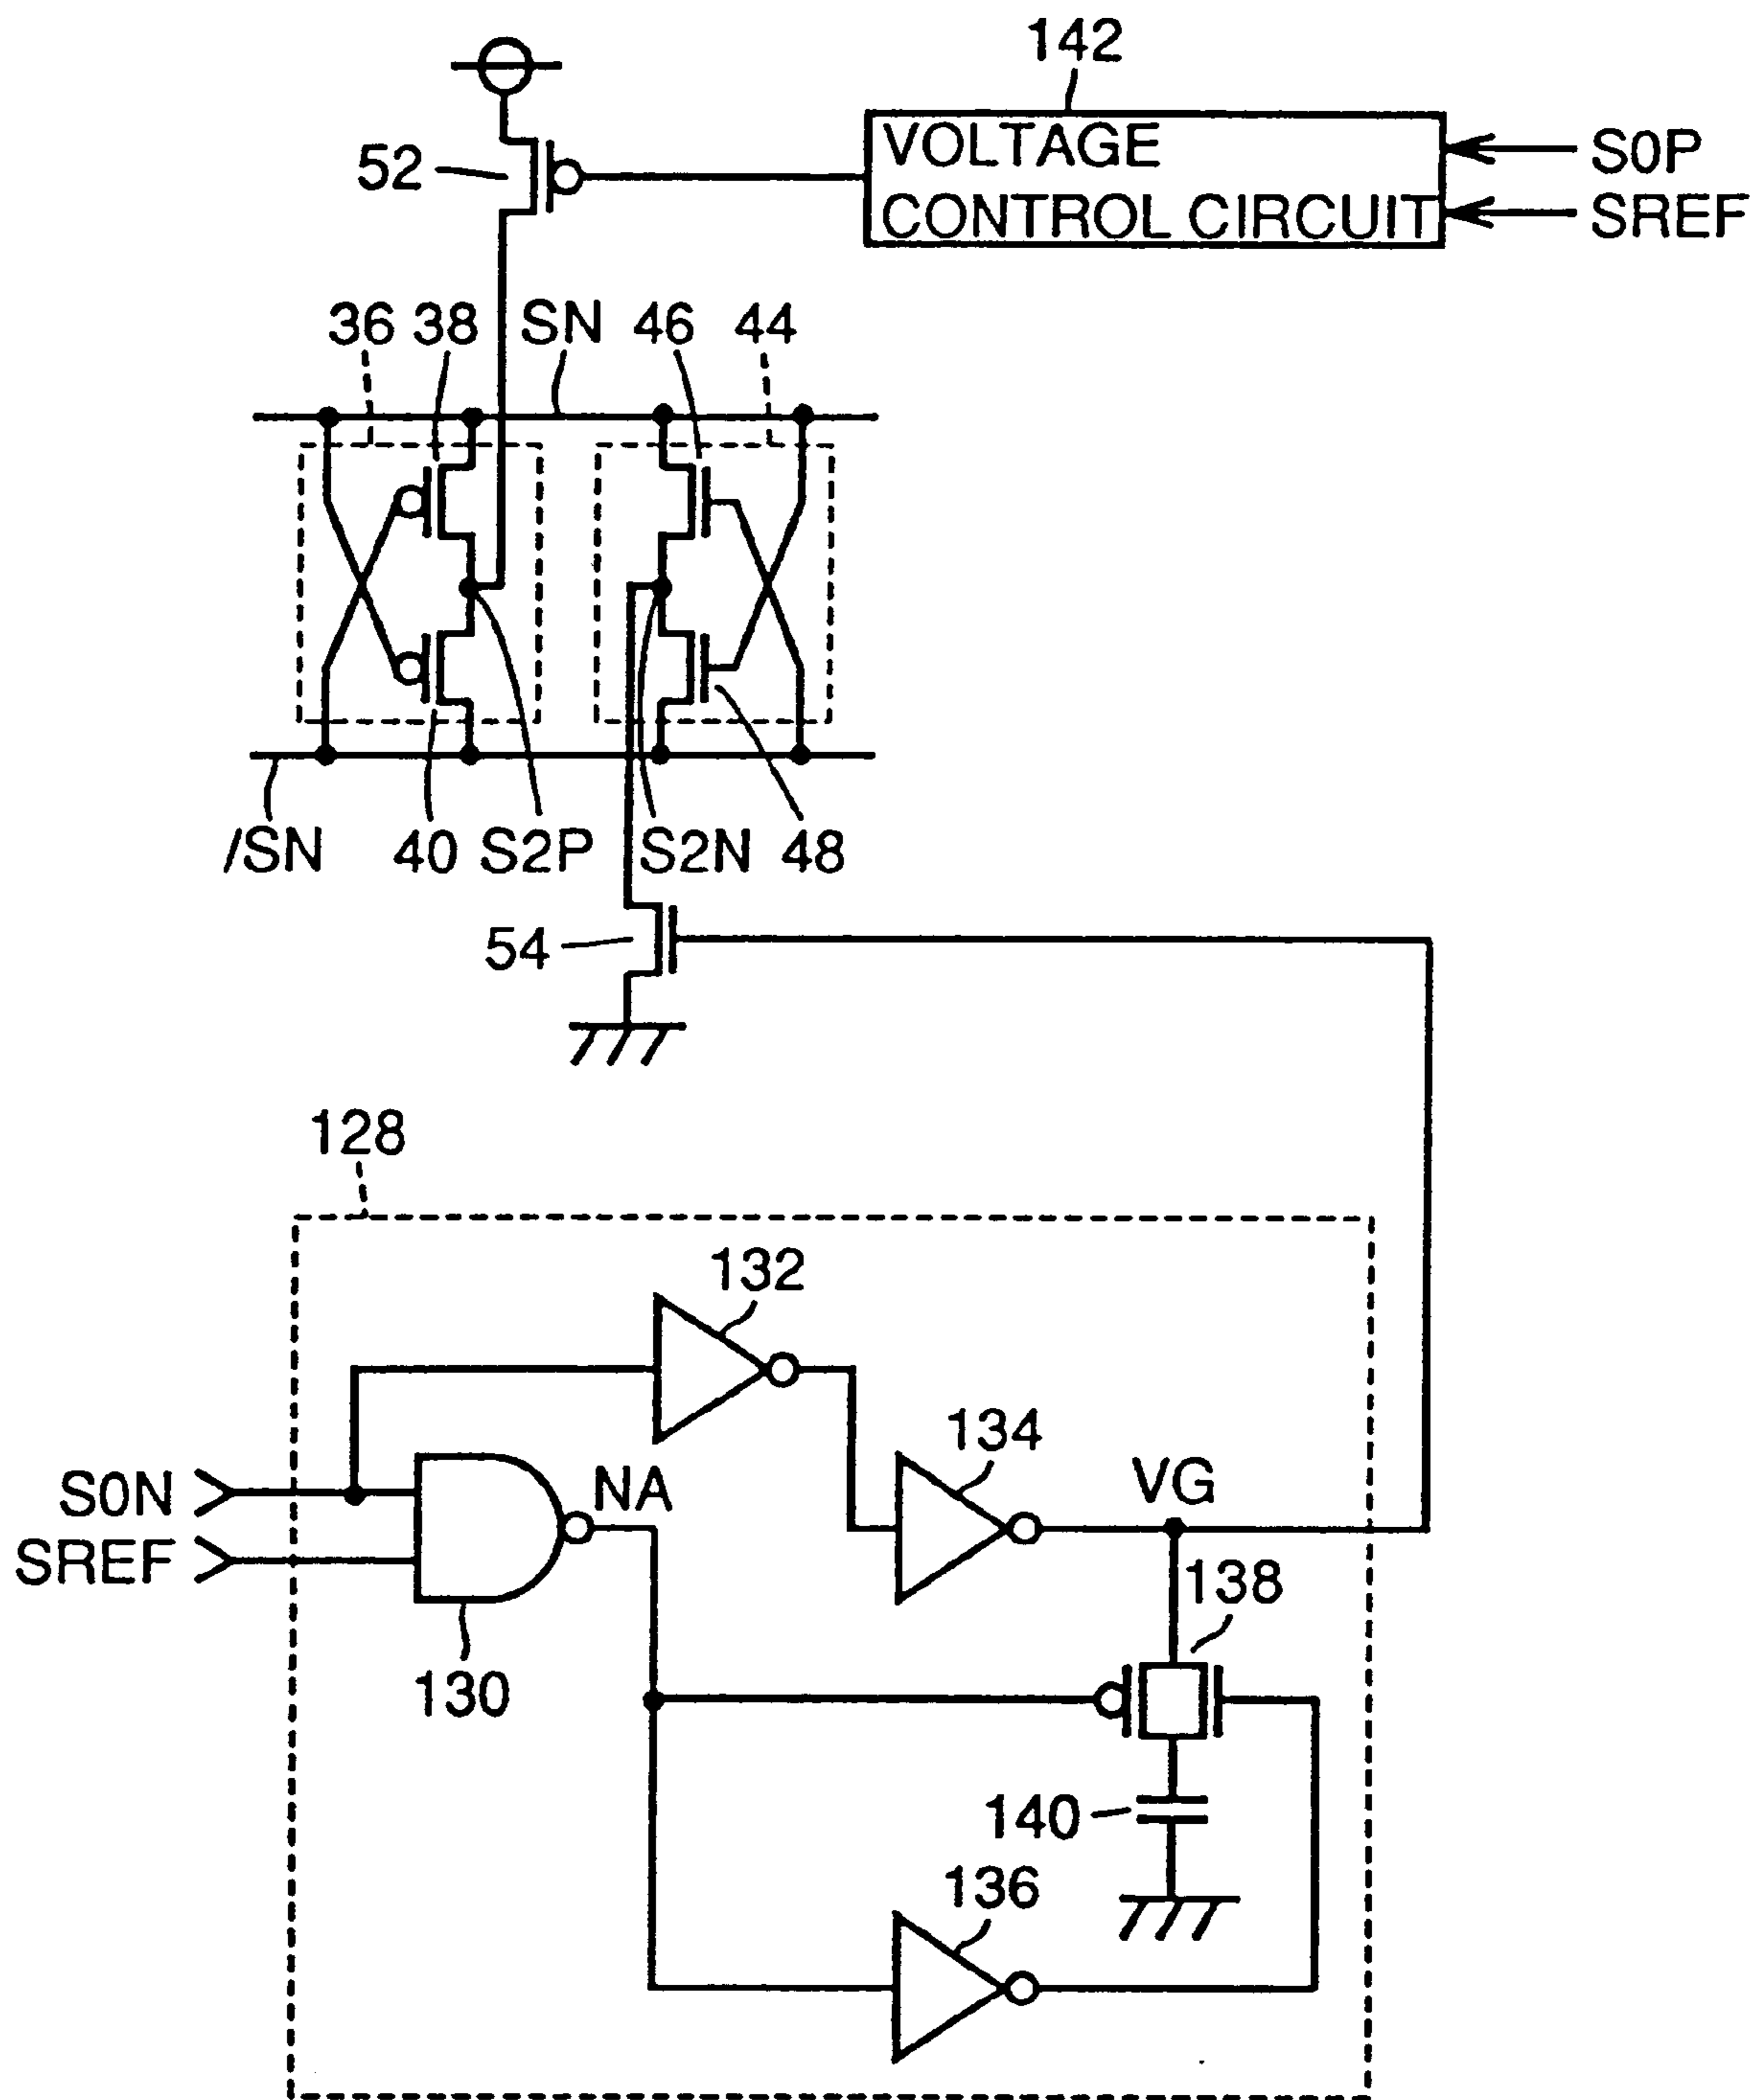 142
VOLTAGE
CONTROL CIRCUIT
S0P
SREF
52
36 38 SN 46 44
/SN 40 S2P S2N 48
54
128
132
134
S0N
NA
VG
SREF
138
130
140
136